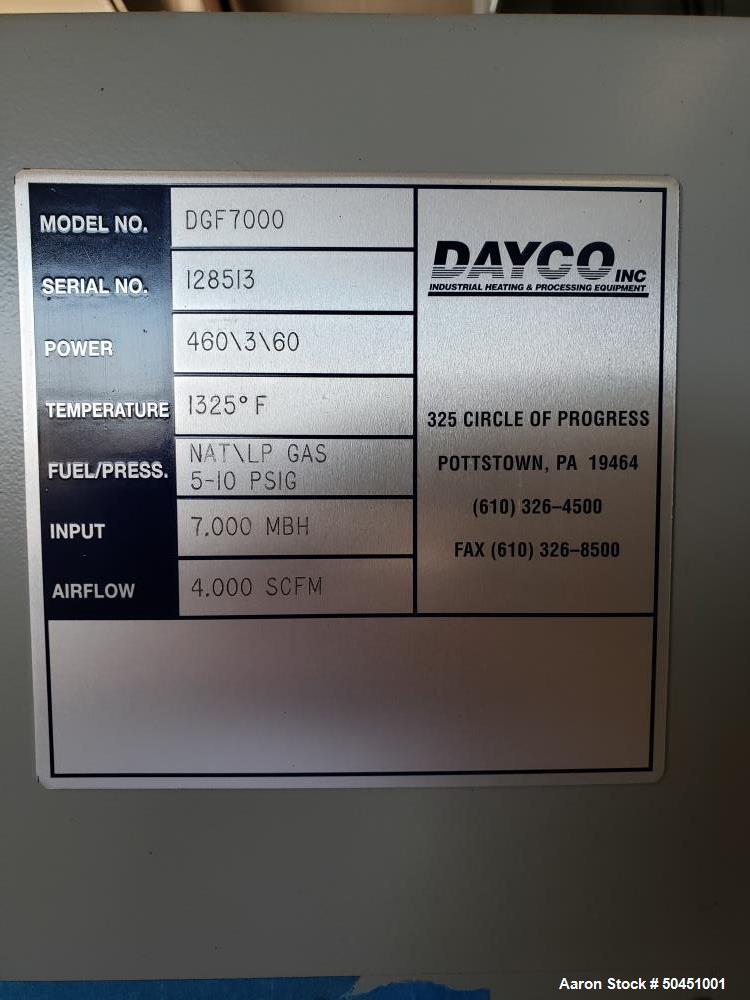 MODEL NO. DGF7000
SERIAL NO. 128513
POWER 460\3\60
TEMPERATURE 1325° F
FUEL/PRESS. NAT\LP GAS
5-10 PSIG
INPUT 7.000 MBH
AIRFLOW 4.000 SCFM
DAYCO INC
INDUSTRIAL HEATING & PROCESSING EQUIPMENT
325 CIRCLE OF PROGRESS
POTTSTOWN, PA 19464
(610) 326–4500
FAX (610) 326–8500
Aaron Stock # 50451001